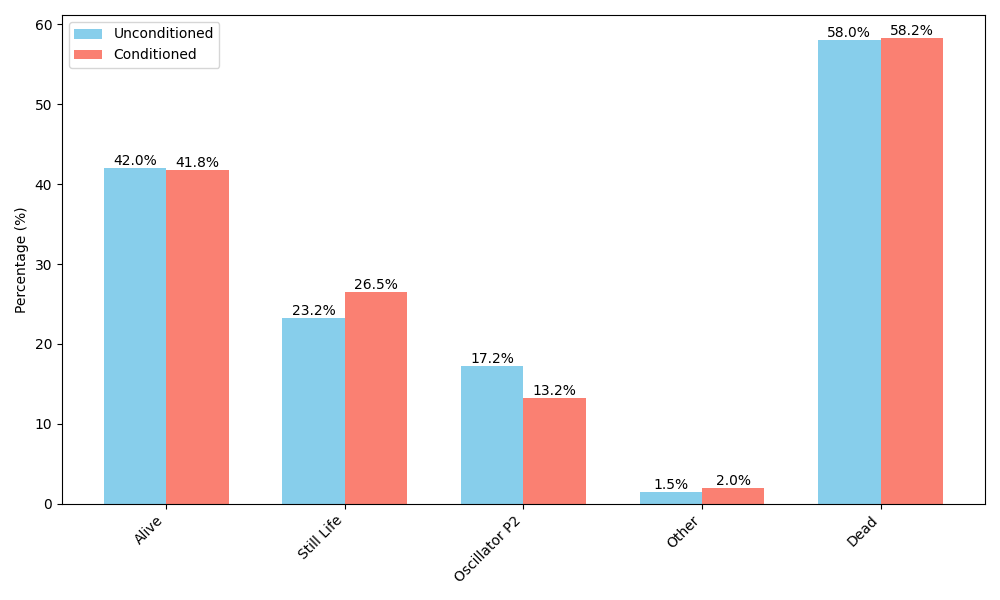 Unconditioned
Conditioned
Percentage (%)
60
50
40
30
20
10
0
42.0%
41.8%
23.2%
26.5%
17.2%
13.2%
1.5%
2.0%
58.0%
58.2%
Alive
Still Life
Oscillator P2
Other
Dead